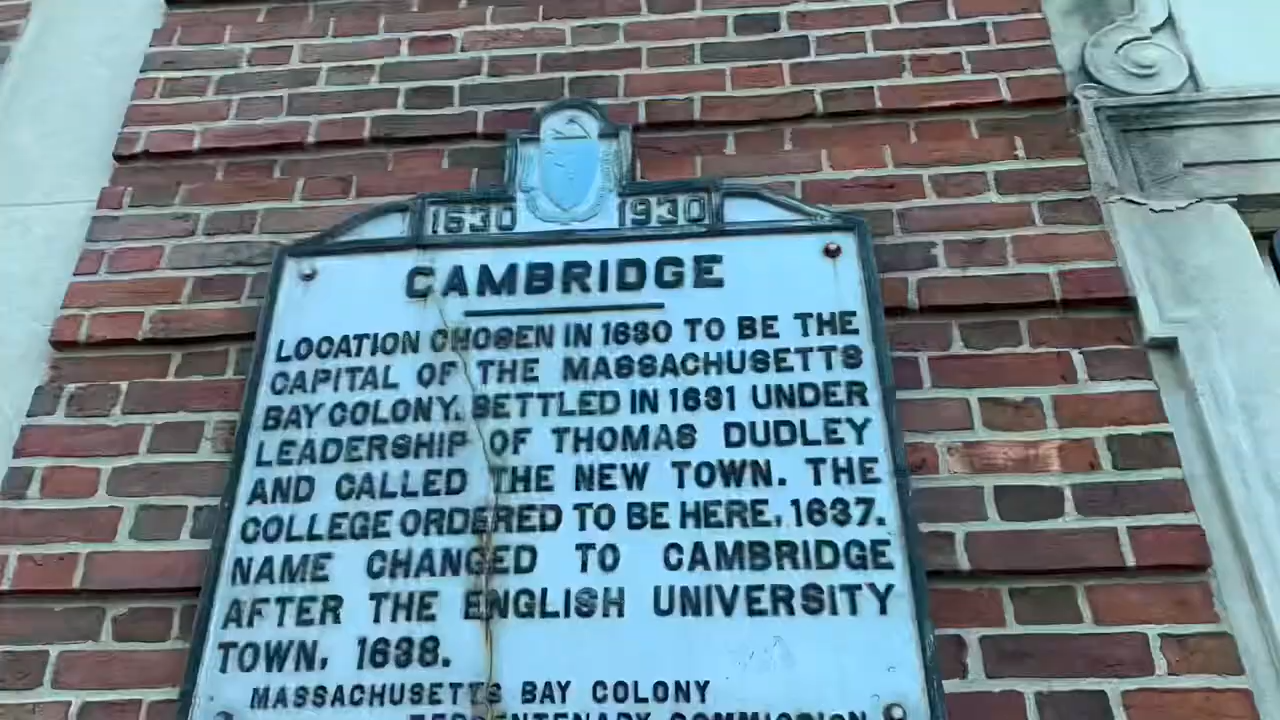 1630 1930
CAMBRIDGE
LOCATION CHOSEN IN 1630 TO BE THE
CAPITAL OF THE MASSACHUSETTS
BAY COLONY. SETTLED IN 1631 UNDER
LEADERSHIP OF THOMAS DUDLEY
AND CALLED THE NEW TOWN. THE
COLLEGE ORDERED TO BE HERE, 1637.
NAME CHANGED TO CAMBRIDGE
AFTER THE ENGLISH UNIVERSITY
TOWN, 1638.
MASSACHUSETTS BAY COLONY
TERCENTENARY COMMISSION